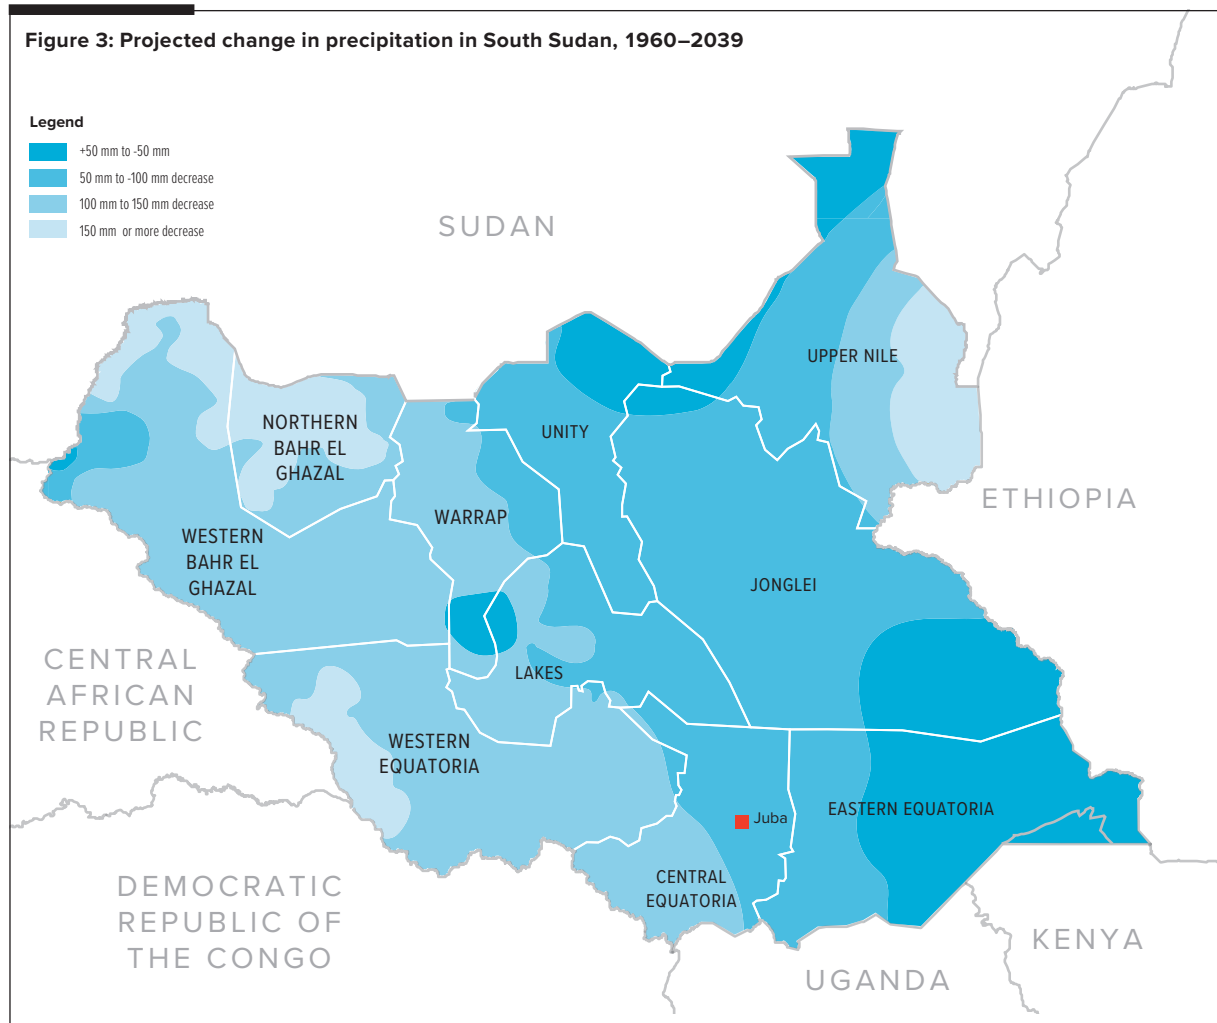 Figure 3: Projected change in precipitation in South Sudan, 1960–2039
Legend
+50 mm to -50 mm
50 mm to -100 mm decrease
100 mm to 150 mm decrease
150 mm or more decrease
SUDAN
UPPER NILE
NORTHERN
BAHR EL
GHAZAL
UNITY
ETHIOPIA
WARRAP
WESTERN
BAHR EL
GHAZAL
JONGLEI
CENTRAL
AFRICAN
REPUBLIC
LAKES
WESTERN
EQUATORIA
EASTERN EQUATORIA
Juba
CENTRAL
EQUATORIA
DEMOCRATIC
REPUBLIC OF
THE CONGO
KENYA
UGANDA